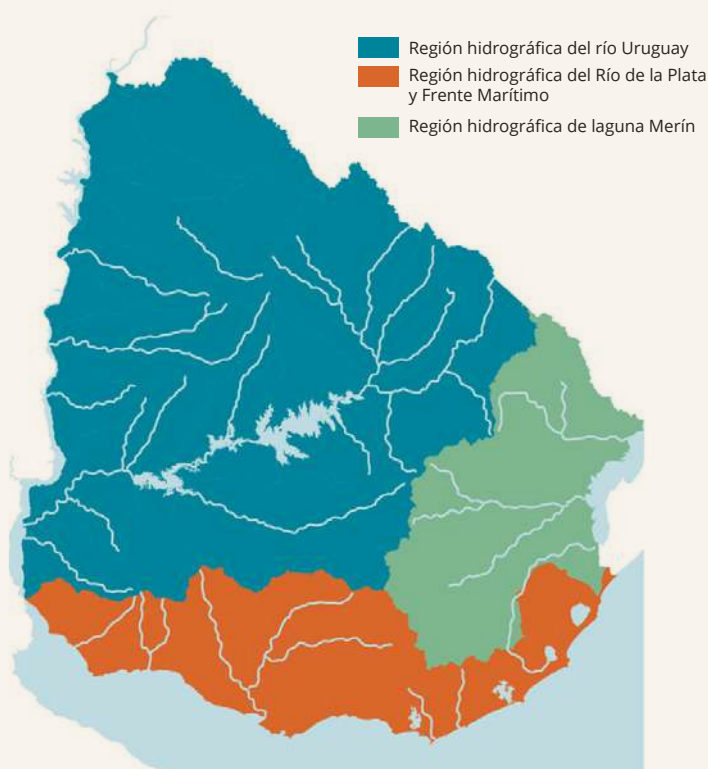 Región hidrográfica del río Uruguay
Región hidrográfica del Río de la Plata
y Frente Marítimo
Región hidrográfica de laguna Merín